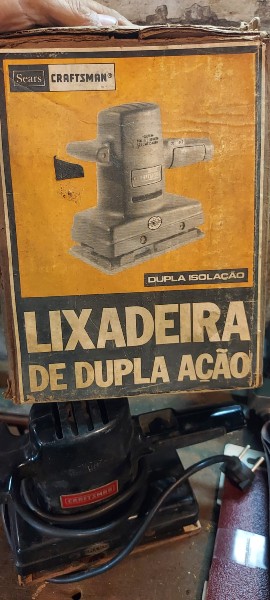 Sears CRAFTSMAN®
DUPLA ISOLAÇÃO
LIXADEIRA
DE DUPLA AÇÃO
CRAFTSMAN